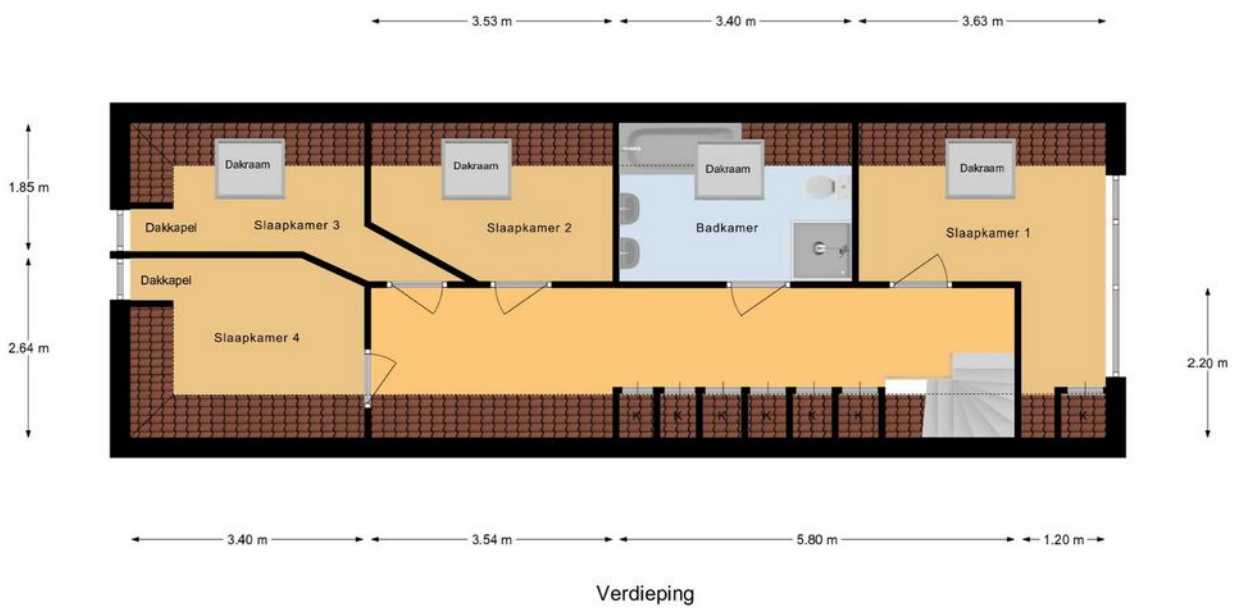 3.53 m
3.40 m
3.63 m
Dakraam
Dakraam
Dakraam
Dakraam
1.85 m
Dakkapel
Slaapkamer 3
Slaapkamer 2
Badkamer
Slaapkamer 1
Dakkapel
Slaapkamer 4
2.64 m
2.20 m
K
K
K
K
K
K
K
3.40 m
3.54 m
5.80 m
1.20 m
Verdieping